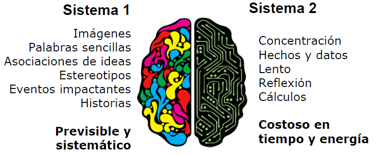 Sistema 1
Imágenes
Palabras sencillas
Asociaciones de ideas
Estereotipos
Eventos impactantes
Historias
Previsible y
sistemático
Sistema 2
Concentración
Hechos y datos
Lento
Reflexión
Cálculos
Costoso en
tiempo y energía